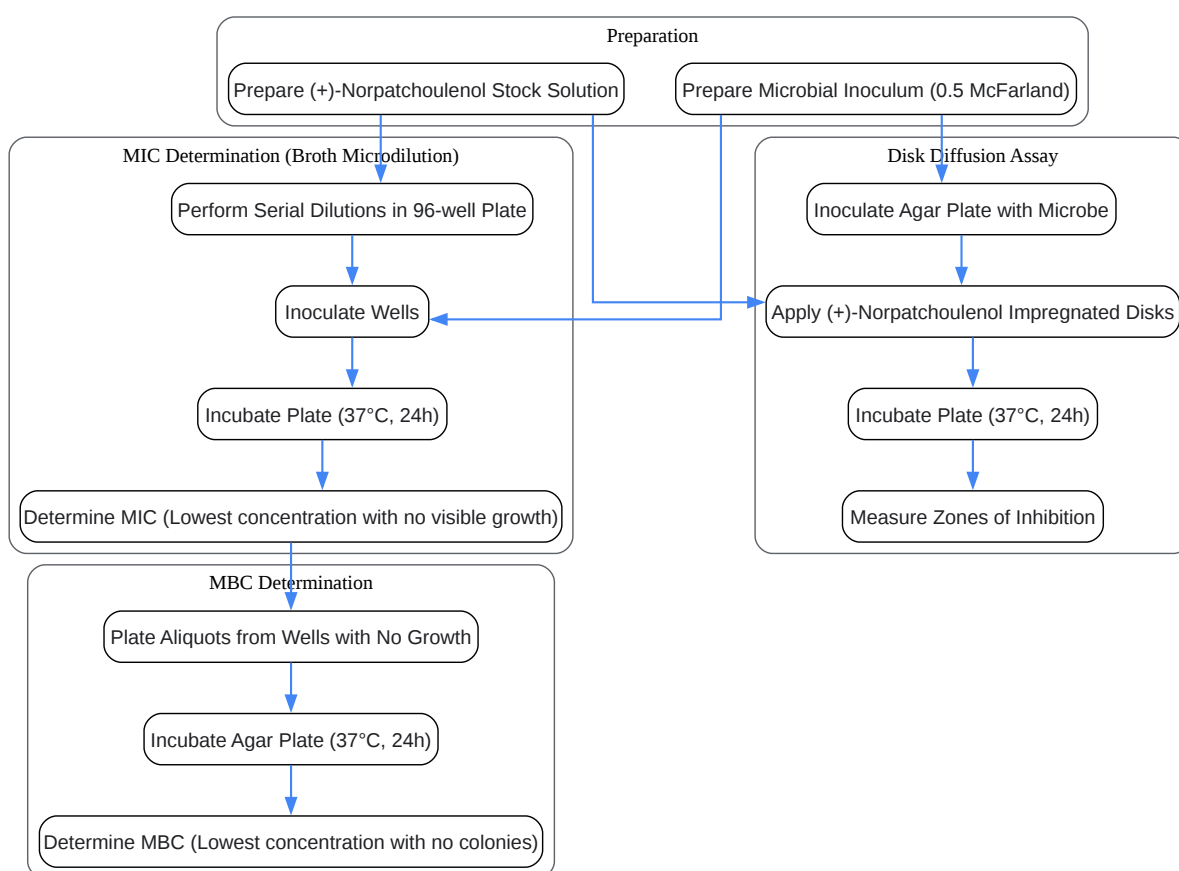 Preparation
Prepare (+)-Norpatchoulenol Stock Solution
Prepare Microbial Inoculum (0.5 McFarland)
MIC Determination (Broth Microdilution)
Perform Serial Dilutions in 96-well Plate
Inoculate Wells
Incubate Plate (37°C, 24h)
Determine MIC (Lowest concentration with no visible growth)
Disk Diffusion Assay
Inoculate Agar Plate with Microbe
Apply (+)-Norpatchoulenol Impregnated Disks
Incubate Plate (37°C, 24h)
Measure Zones of Inhibition
MBC Determination
Plate Aliquots from Wells with No Growth
Incubate Agar Plate (37°C, 24h)
Determine MBC (Lowest concentration with no colonies)